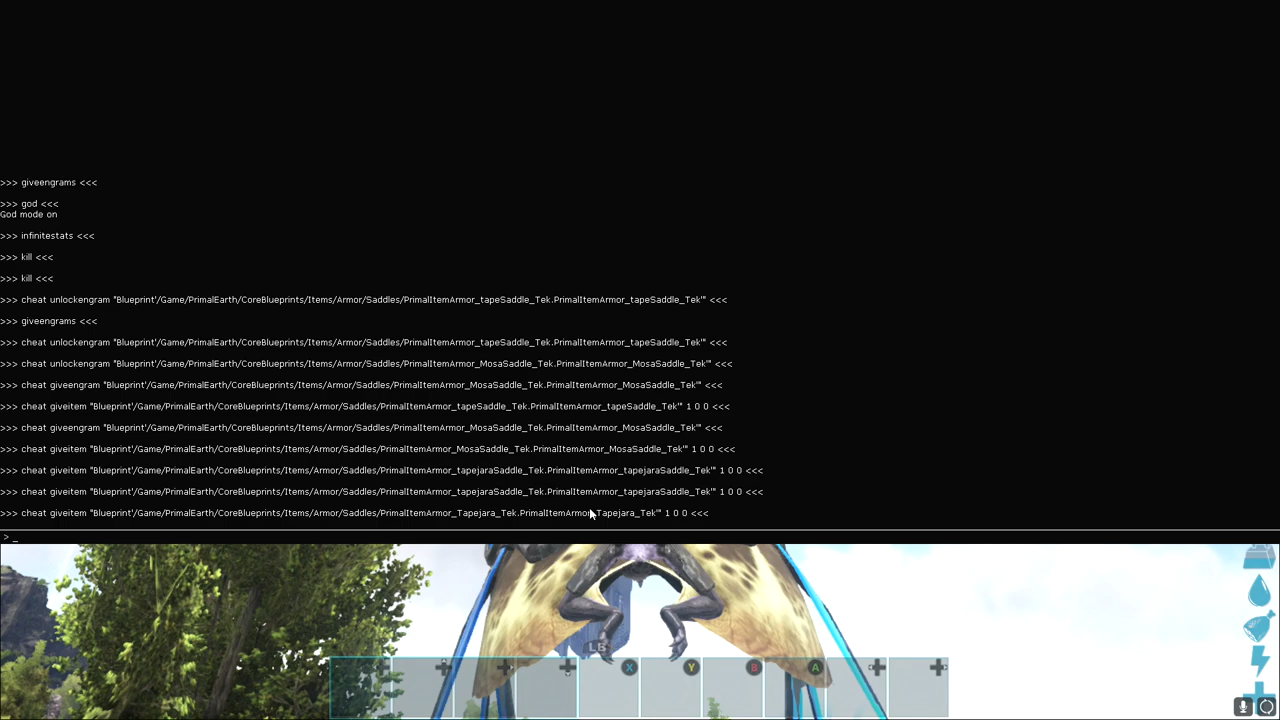 >>> giveengrams <<<
>>> god <<<
God mode on
>>> infinitestats <<<
>>> kill <<<
>>> kill <<<
>>> cheat unlockengram "Blueprint'/Game/PrimalEarth/CoreBlueprints/Items/Armor/Saddles/PrimalItemArmor_tapeSaddle_Tek.PrimalItemArmor_tapeSaddle_Tek'" <<<
>>> giveengrams <<<
>>> cheat unlockengram "Blueprint'/Game/PrimalEarth/CoreBlueprints/Items/Armor/Saddles/PrimalItemArmor_tapeSaddle_Tek.PrimalItemArmor_tapeSaddle_Tek'" <<<
>>> cheat unlockengram "Blueprint'/Game/PrimalEarth/CoreBlueprints/Items/Armor/Saddles/PrimalItemArmor_MosaSaddle_Tek.PrimalItemArmor_MosaSaddle_Tek'" <<<
>>> cheat giveengram "Blueprint'/Game/PrimalEarth/CoreBlueprints/Items/Armor/Saddles/PrimalItemArmor_MosaSaddle_Tek.PrimalItemArmor_MosaSaddle_Tek'" <<<
>>> cheat giveitem "Blueprint'/Game/PrimalEarth/CoreBlueprints/Items/Armor/Saddles/PrimalItemArmor_tapeSaddle_Tek.PrimalItemArmor_tapeSaddle_Tek'" 1 0 0 <<<
>>> cheat giveengram "Blueprint'/Game/PrimalEarth/CoreBlueprints/Items/Armor/Saddles/PrimalItemArmor_MosaSaddle_Tek.PrimalItemArmor_MosaSaddle_Tek'" <<<
>>> cheat giveitem "Blueprint'/Game/PrimalEarth/CoreBlueprints/Items/Armor/Saddles/PrimalItemArmor_MosaSaddle_Tek.PrimalItemArmor_MosaSaddle_Tek'" 1 0 0 <<<
>>> cheat giveitem "Blueprint'/Game/PrimalEarth/CoreBlueprints/Items/Armor/Saddles/PrimalItemArmor_tapejaraSaddle_Tek.PrimalItemArmor_tapejaraSaddle_Tek'" 1 0 0 <<<
>>> cheat giveitem "Blueprint'/Game/PrimalEarth/CoreBlueprints/Items/Armor/Saddles/PrimalItemArmor_tapejaraSaddle_Tek.PrimalItemArmor_tapejaraSaddle_Tek'" 1 0 0 <<<
>>> cheat giveitem "Blueprint'/Game/PrimalEarth/CoreBlueprints/Items/Armor/Saddles/PrimalItemArmor_Tapejara_Tek.PrimalItemArmor_Tapejara_Tek'" 1 0 0 <<<
> _
LB
X Y B A